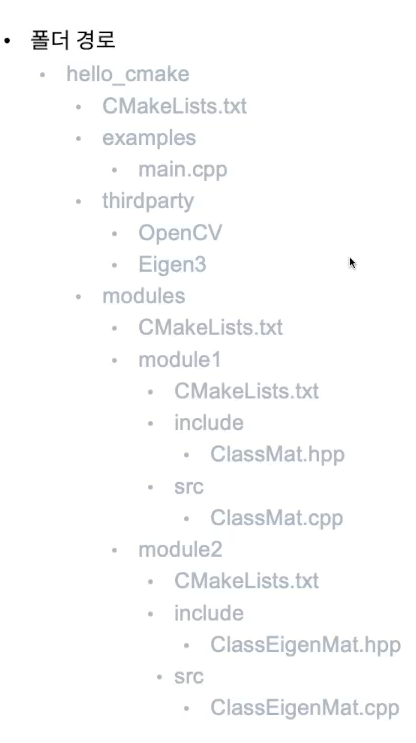 • 폴더 경로
• hello_cmake
• CMakeLists.txt
• examples
• main.cpp
• thirdparty
• OpenCV
• Eigen3
• modules
• CMakeLists.txt
• module1
• CMakeLists.txt
• include
• ClassMat.hpp
• src
• ClassMat.cpp
• module2
• CMakeLists.txt
• include
• ClassEigenMat.hpp
• src
• ClassEigenMat.cpp